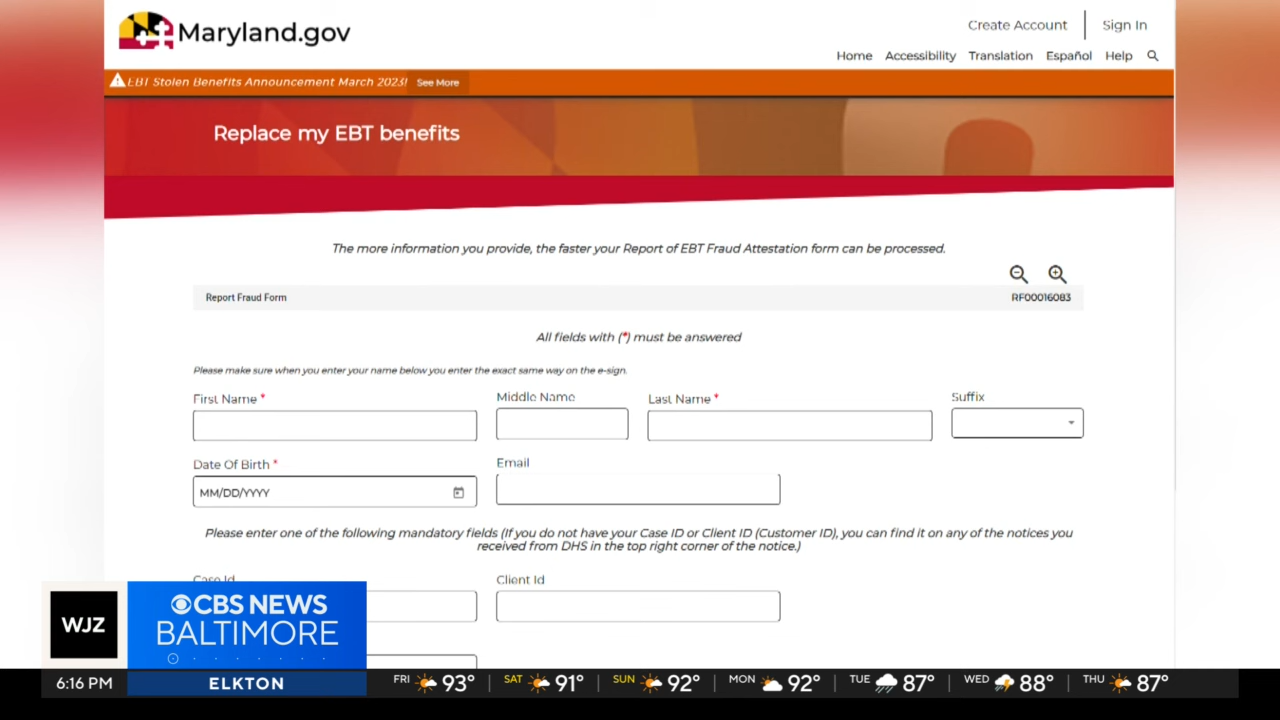 Maryland.gov
Create Account
Sign In
Home Accessibility Translation Español Help
EBT Stolen Benefits Announcement March 2023! See More
Replace my EBT benefits
The more information you provide, the faster your Report of EBT Fraud Attestation form can be processed.
Report Fraud Form RF00016083
All fields with (*) must be answered
Please make sure when you enter your name below you enter the exact same way on the e-sign.
First Name * Middle Name Last Name * Suffix
Date Of Birth * Email
MM/DD/YYYY
Please enter one of the following mandatory fields (If you do not have your Case ID or Client ID (Customer ID), you can find it on any of the notices you
received from DHS in the top right corner of the notice.)
Case Id Client Id
WJZ
CBS NEWS
BALTIMORE
6:16 PM ELKTON FRI 93° SAT 91° SUN 92° MON 92° TUE 87° WED 88° THU 87°